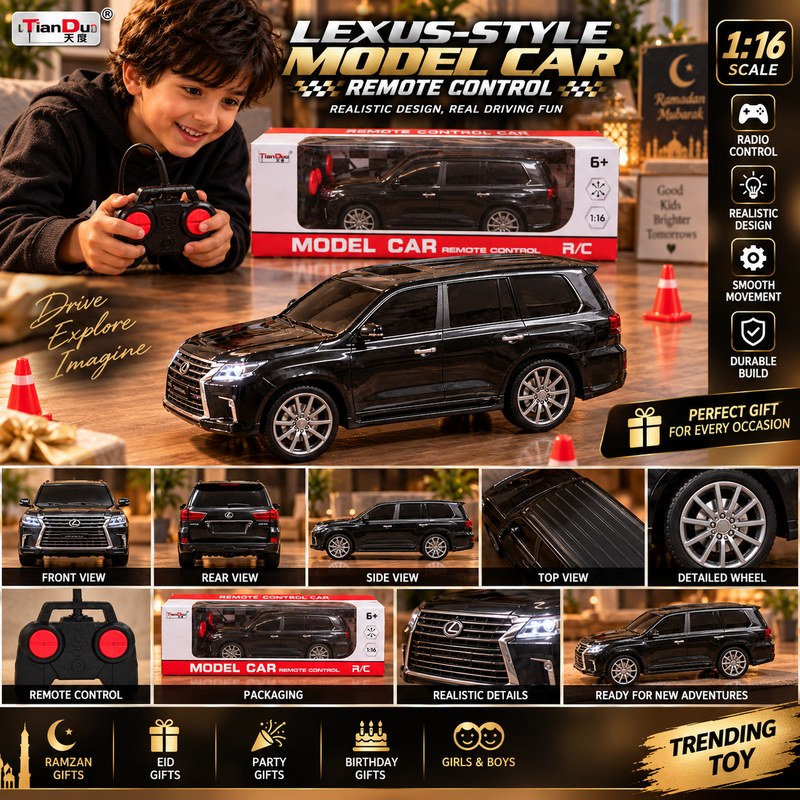 TianDuo ®
天度
LEXUS-STYLE
MODEL CAR
REMOTE CONTROL
REALISTIC DESIGN, REAL DRIVING FUN
1:16
SCALE
RADIO
CONTROL
REALISTIC
DESIGN
SMOOTH
MOVEMENT
DURABLE
BUILD
Ramadan
Mubarak
Good
Kids
Brighter
Tomorrows
REMOTE CONTROL CAR
TianDuo
6+
1:16
MODEL CAR REMOTE CONTROL R/C
Drive
Explore
Imagine
PERFECT GIFT
FOR EVERY OCCASION
FRONT VIEW
REAR VIEW
SIDE VIEW
TOP VIEW
DETAILED WHEEL
REMOTE CONTROL
REMOTE CONTROL CAR
TianDuo
6+
1:16
MODEL CAR REMOTE CONTROL R/C
PACKAGING
REALISTIC DETAILS
READY FOR NEW ADVENTURES
RAMZAN
GIFTS
EID
GIFTS
PARTY
GIFTS
BIRTHDAY
GIFTS
GIRLS & BOYS
TRENDING
TOY